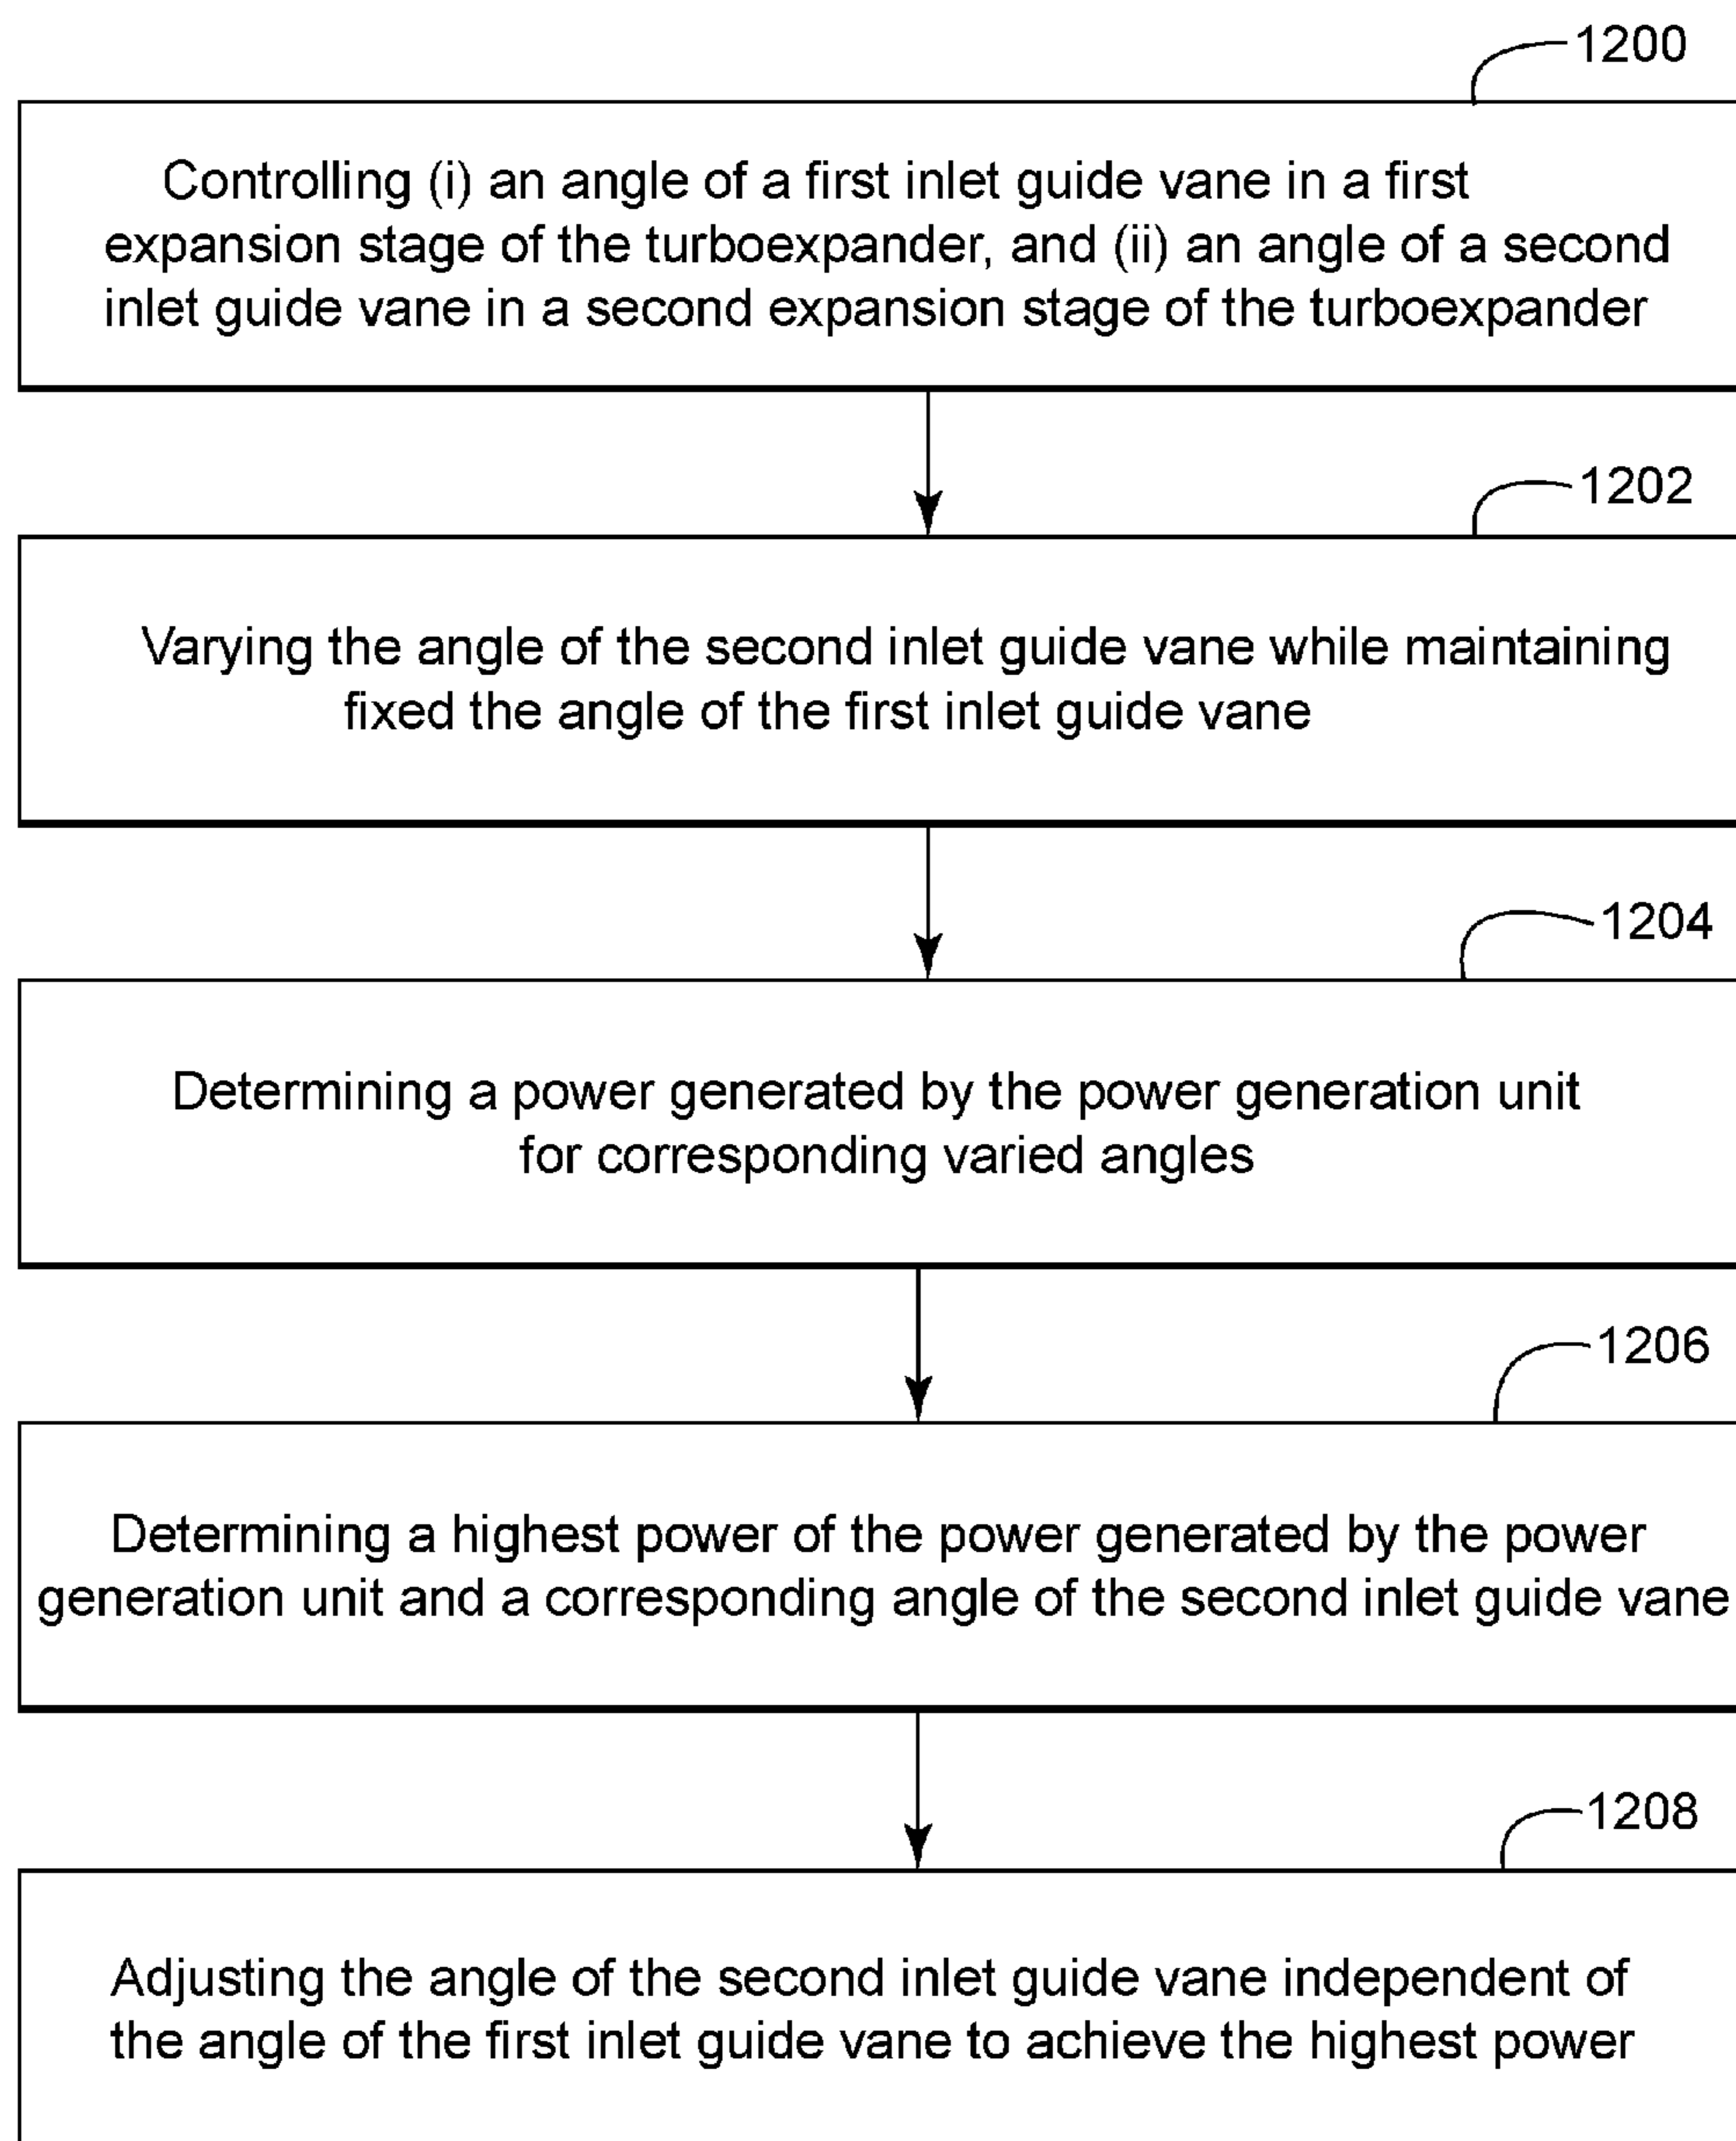 1200
Controlling (i) an angle of a first inlet guide vane in a first
expansion stage of the turboexpander, and (ii) an angle of a second
inlet guide vane in a second expansion stage of the turboexpander
1202
Varying the angle of the second inlet guide vane while maintaining
fixed the angle of the first inlet guide vane
1204
Determining a power generated by the power generation unit
for corresponding varied angles
1206
Determining a highest power of the power generated by the power
generation unit and a corresponding angle of the second inlet guide vane
1208
Adjusting the angle of the second inlet guide vane independent of
the angle of the first inlet guide vane to achieve the highest power